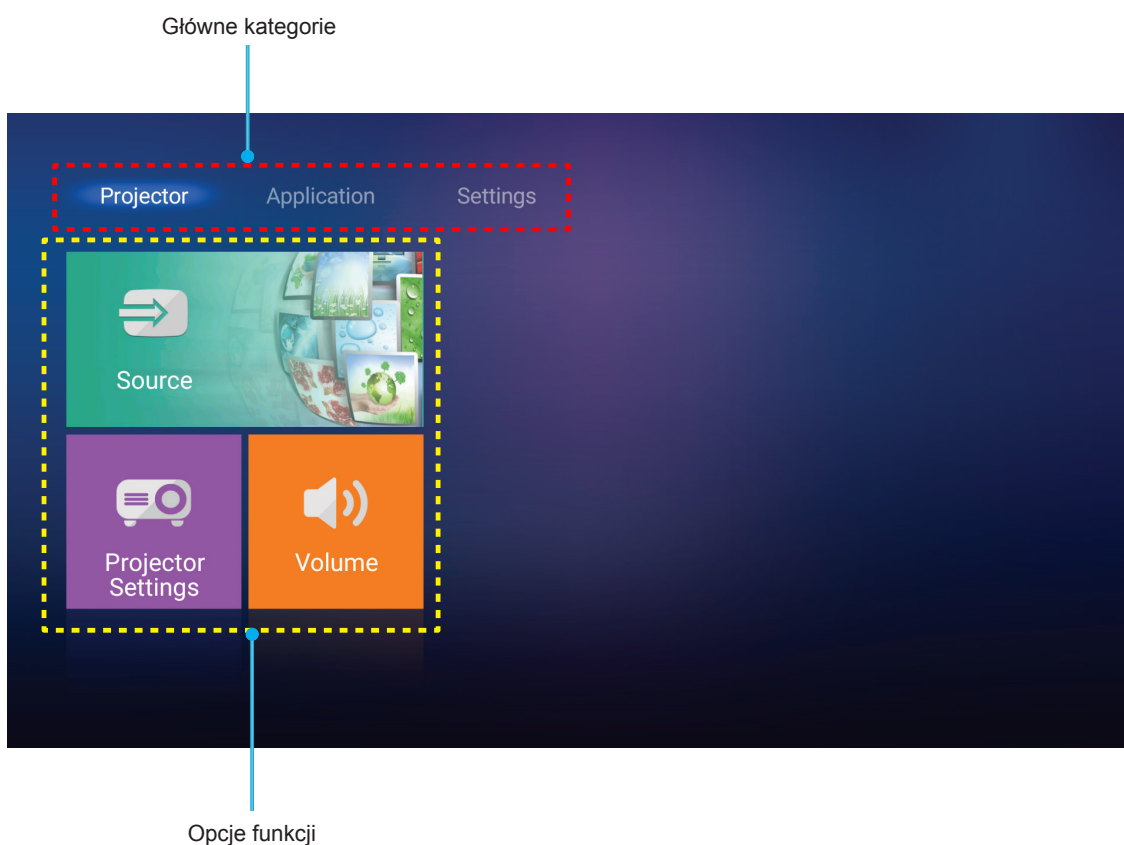 Główne kategorie
Projector Application Settings
Source
Projector
Settings
Volume
Opcje funkcji